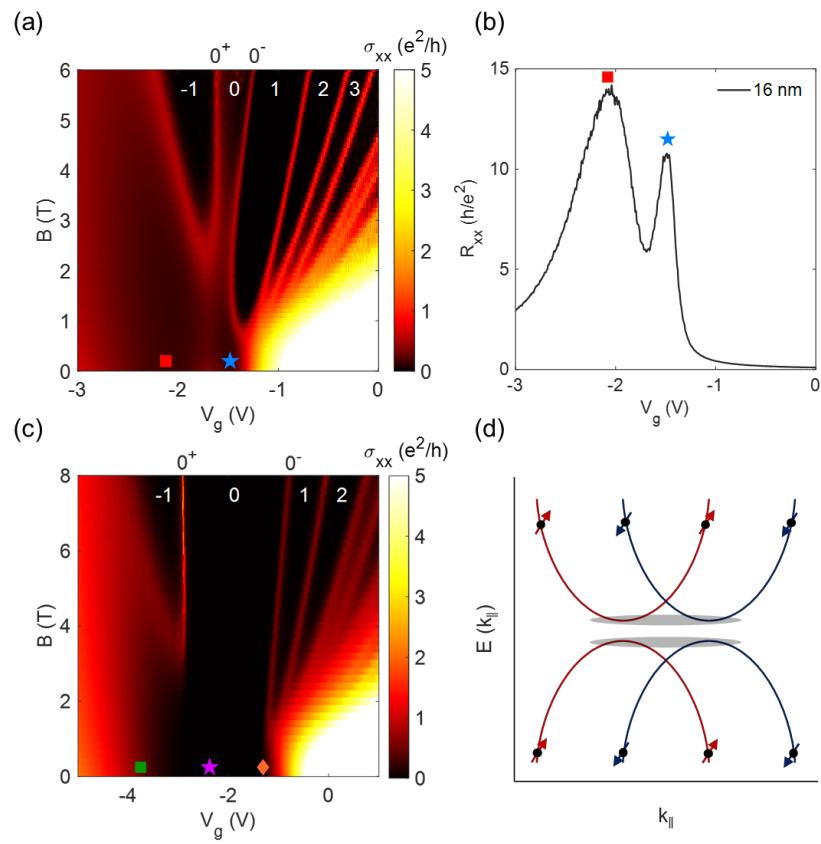 (a)
0⁺ 0⁻
σxx (e²/h)
-1 0 1 2 3
6
5
4
3
2
1
0
B (T)
-3 -2 -1 0
Vg (V)
5
4
3
2
1
0
(b)
16 nm
15
10
5
0
Rxx (h/e²)
-3 -2 -1 0
Vg (V)
(c)
0⁺ 0⁻
σxx (e²/h)
-1 0 1 2
8
6
4
2
0
B (T)
-4 -2 0
Vg (V)
5
4
3
2
1
0
(d)
E (k∥)
k∥